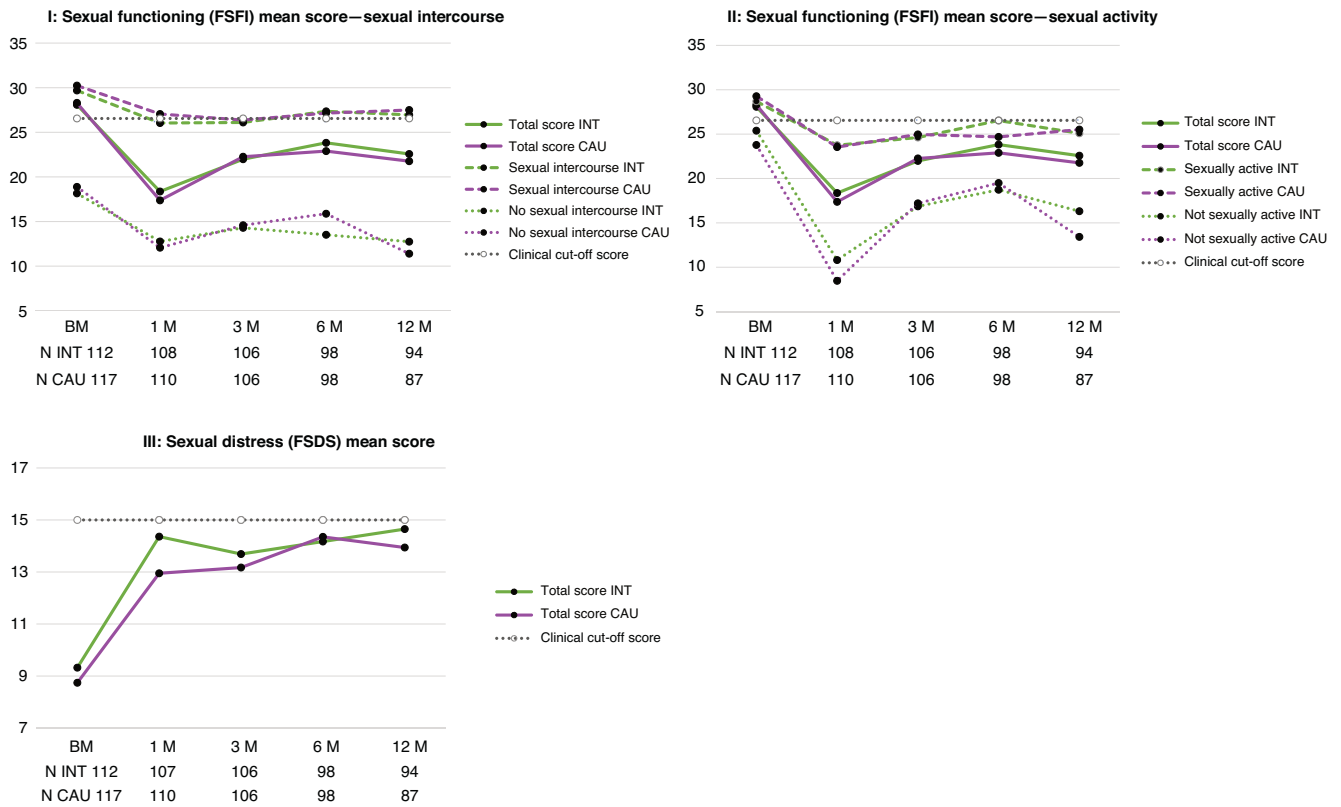 I: Sexual functioning (FSFI) mean score—sexual intercourse
35
30
25
20
15
10
5
BM 1 M 3 M 6 M 12 M
N INT 112 108 106 98 94
N CAU 117 110 106 98 87
Total score INT
Total score CAU
Sexual intercourse INT
Sexual intercourse CAU
No sexual intercourse INT
No sexual intercourse CAU
Clinical cut-off score
II: Sexual functioning (FSFI) mean score—sexual activity
35
30
25
20
15
10
5
BM 1 M 3 M 6 M 12 M
N INT 112 108 106 98 94
N CAU 117 110 106 98 87
Total score INT
Total score CAU
Sexually active INT
Sexually active CAU
Not sexually active INT
Not sexually active CAU
Clinical cut-off score
III: Sexual distress (FSDS) mean score
17
15
13
11
9
7
BM 1 M 3 M 6 M 12 M
N INT 112 107 106 98 94
N CAU 117 110 106 98 87
Total score INT
Total score CAU
Clinical cut-off score